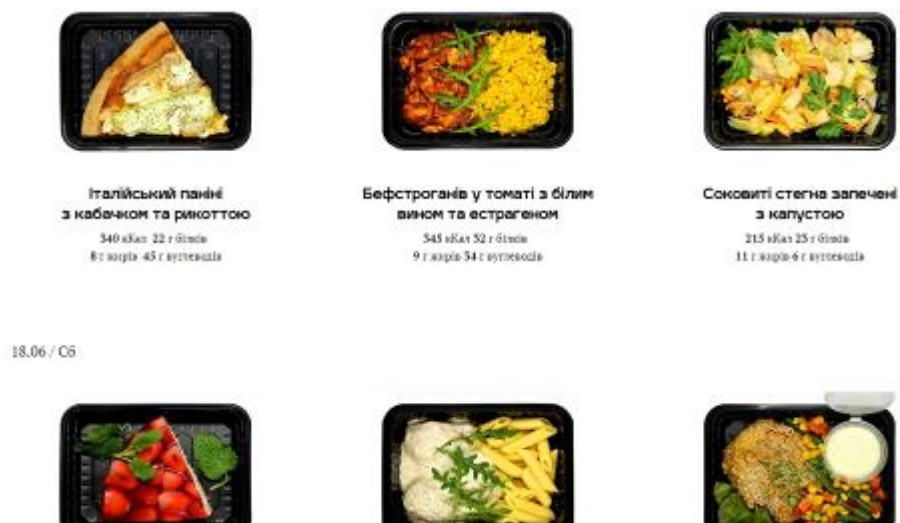 Італійський паніні
з кабачком та рикоттою
340 кКал 22 г білків
8 г жирів 45 г вуглеводів
Бефстроганів у томаті з білим
вином та естрагеном
345 кКал 32 г білків
9 г жирів 34 г вуглеводів
Соковиті стегна запечені
з капустою
215 кКал 23 г білків
11 г жирів 6 г вуглеводів
18.06 / Сб